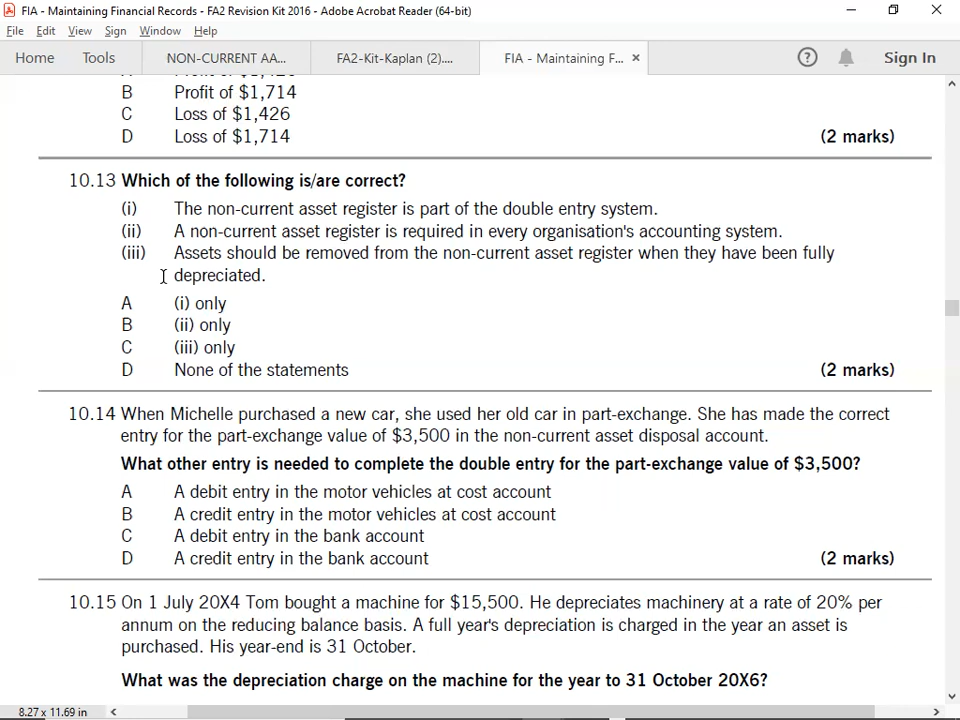 FIA - Maintaining Financial Records - FA2 Revision Kit 2016 - Adobe Acrobat Reader (64-bit)
File Edit View Sign Window Help
Home Tools NON-CURRENT AA... FA2-Kit-Kaplan (2).... FIA - Maintaining F... Sign In
B Profit of $1,714
C Loss of $1,426
D Loss of $1,714 (2 marks)
10.13 Which of the following is/are correct?
(i) The non-current asset register is part of the double entry system.
(ii) A non-current asset register is required in every organisation's accounting system.
(iii) Assets should be removed from the non-current asset register when they have been fully
depreciated.
A (i) only
B (ii) only
C (iii) only
D None of the statements (2 marks)
10.14 When Michelle purchased a new car, she used her old car in part-exchange. She has made the correct
entry for the part-exchange value of $3,500 in the non-current asset disposal account.
What other entry is needed to complete the double entry for the part-exchange value of $3,500?
A A debit entry in the motor vehicles at cost account
B A credit entry in the motor vehicles at cost account
C A debit entry in the bank account
D A credit entry in the bank account (2 marks)
10.15 On 1 July 20X4 Tom bought a machine for $15,500. He depreciates machinery at a rate of 20% per
annum on the reducing balance basis. A full year's depreciation is charged in the year an asset is
purchased. His year-end is 31 October.
What was the depreciation charge on the machine for the year to 31 October 20X6?
8.27 x 11.69 in